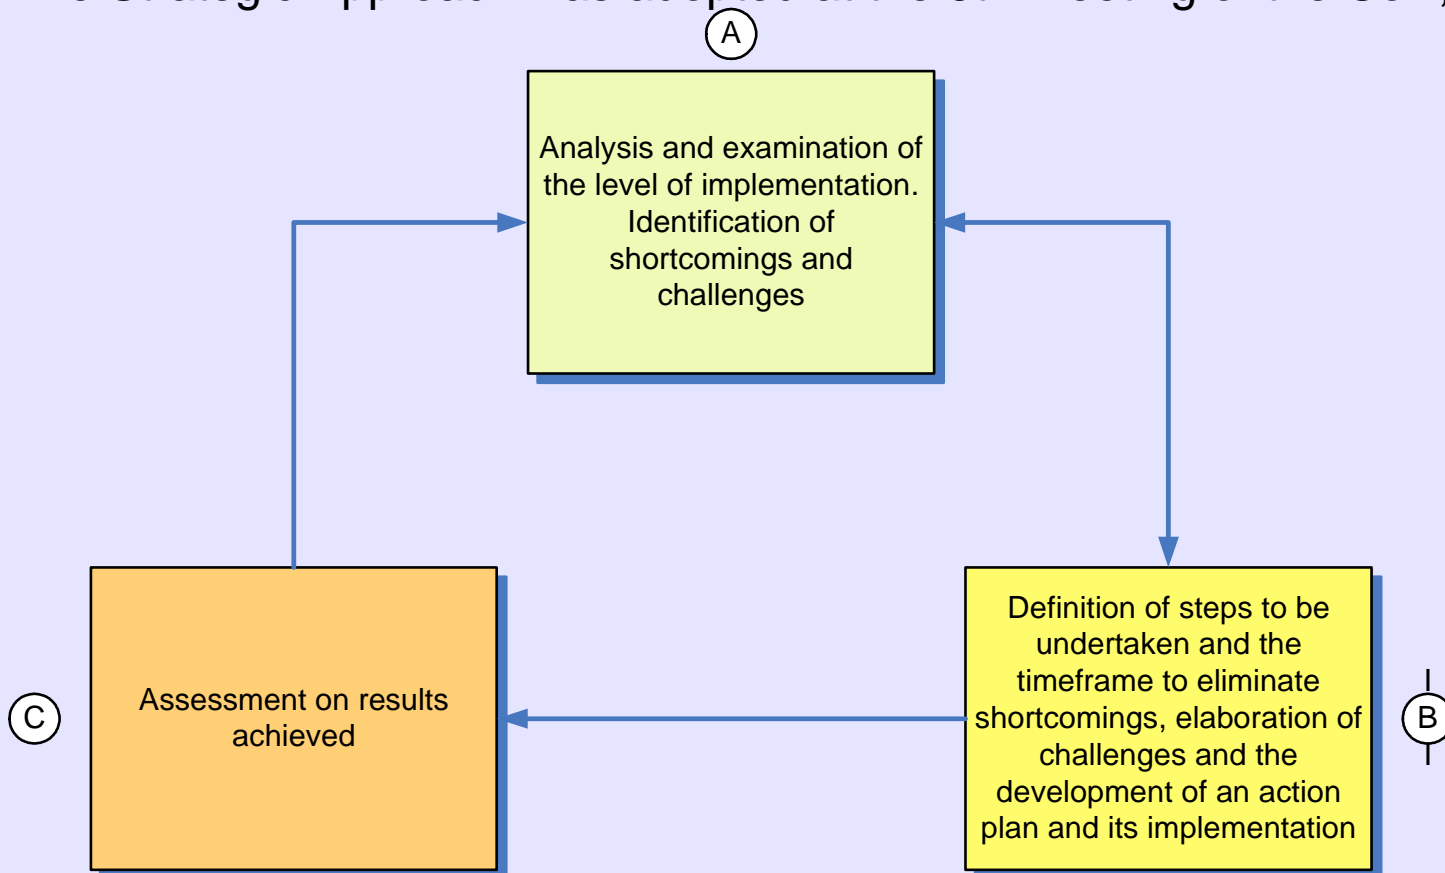 A
Analysis and examination of
the level of implementation.
Identification of
shortcomings and
challenges
Definition of steps to be
undertaken and the
timeframe to eliminate
shortcomings, elaboration of
challenges and the
development of an action
plan and its implementation
B
Assessment on results
achieved
C